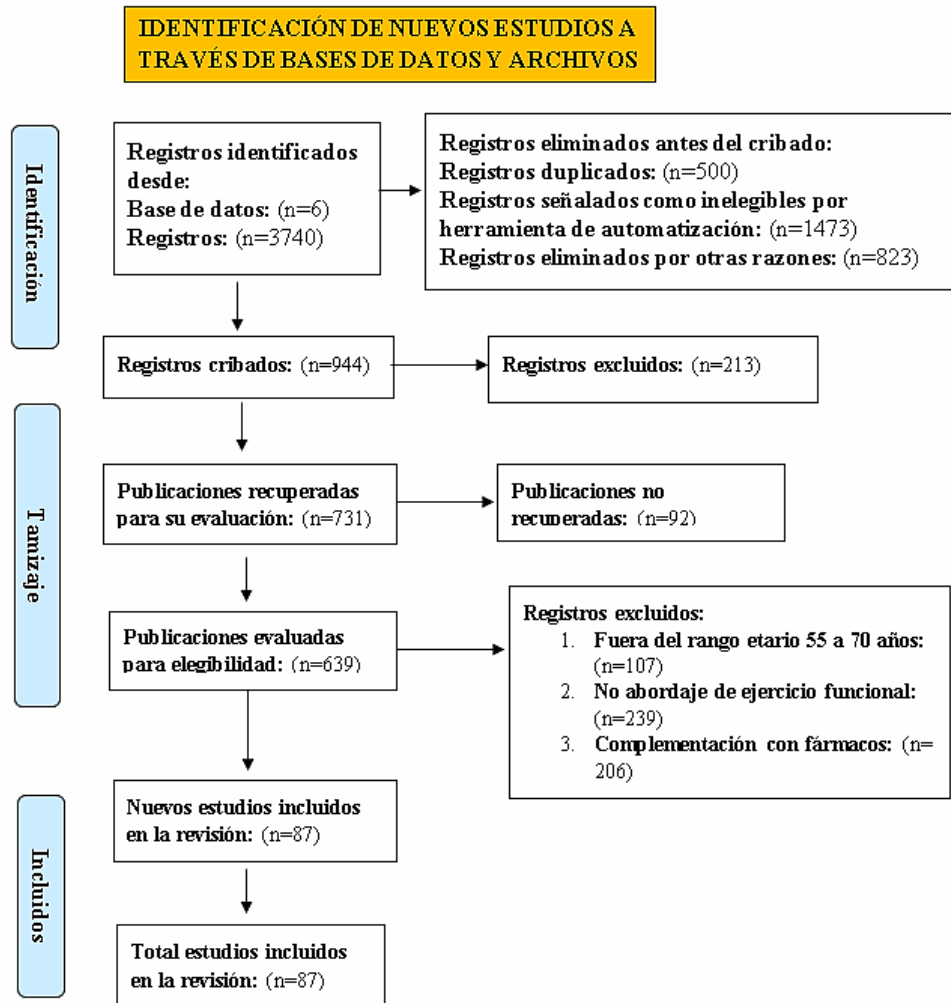 IDENTIFICACIÓN DE NUEVOS ESTUDIOS A
TRAVÉS DE BASES DE DATOS Y ARCHIVOS
Identificación
Registros identificados
desde:
Base de datos: (n=6)
Registros: (n=3740)
Registros eliminados antes del cribado:
Registros duplicados: (n=500)
Registros señalados como inelegibles por
herramienta de automatización: (n=1473)
Registros eliminados por otras razones: (n=823)
Registros cribados: (n=944)
Registros excluidos: (n=213)
Tamizaje
Publicaciones recuperadas
para su evaluación: (n=731)
Publicaciones no
recuperadas: (n=92)
Publicaciones evaluadas
para elegibilidad: (n=639)
Registros excluidos:
1. Fuera del rango etario 55 a 70 años:
(n=107)
2. No abordaje de ejercicio funcional:
(n=239)
3. Complementación con fármacos: (n=
206)
Incluidos
Nuevos estudios incluidos
en la revisión: (n=87)
Total estudios incluidos
en la revisión: (n=87)